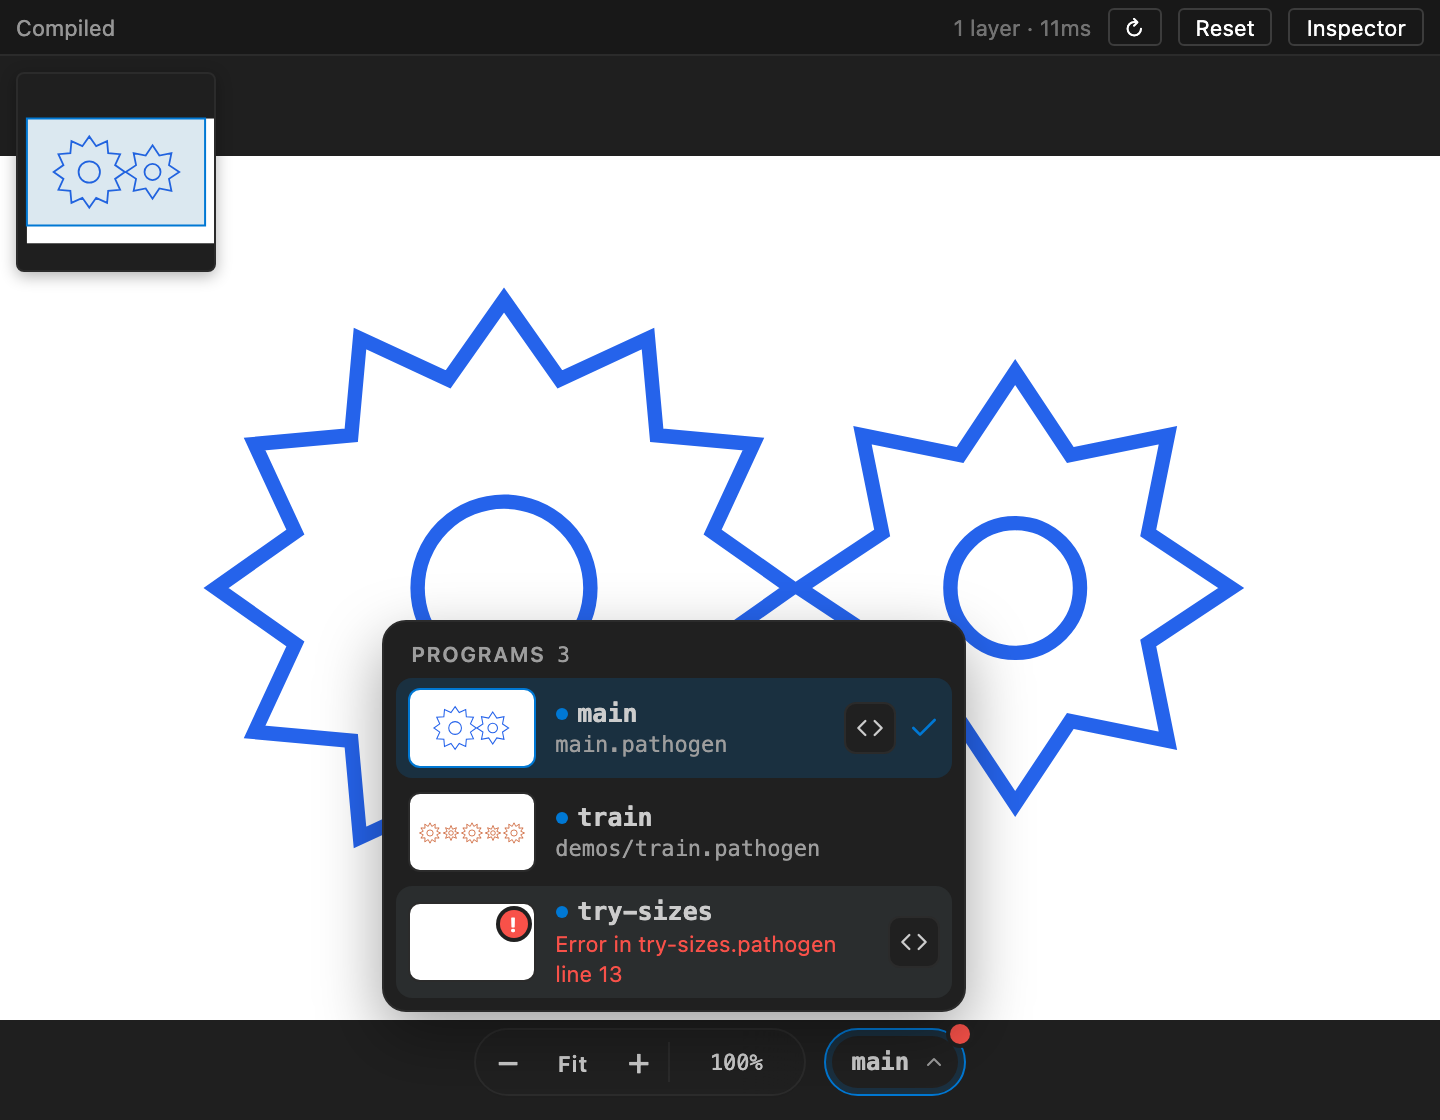 Compiled
1 layer · 11ms
Reset
Inspector
PROGRAMS 3
main
main.pathogen
train
demos/train.pathogen
try-sizes
Error in try-sizes.pathogen
line 13
Fit
100%
main